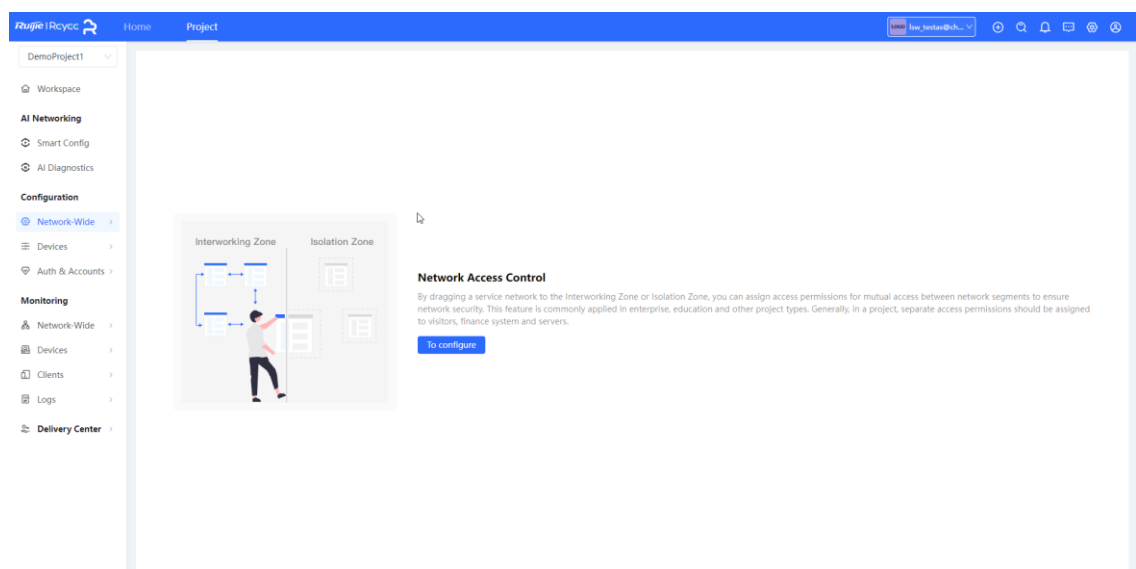 Ruijie | Rcycc
Home
Project
LOGO
lsw_testas@ch...
DemoProject1
Workspace
AI Networking
Smart Config
AI Diagnostics
Configuration
Network-Wide
Devices
Auth & Accounts
Monitoring
Network-Wide
Devices
Clients
Logs
Delivery Center
Interworking Zone
Isolation Zone
Network Access Control
By dragging a service network to the Interworking Zone or Isolation Zone, you can assign access permissions for mutual access between network segments to ensure
network security. This feature is commonly applied in enterprise, education and other project types. Generally, in a project, separate access permissions should be assigned
to visitors, finance system and servers.
To configure